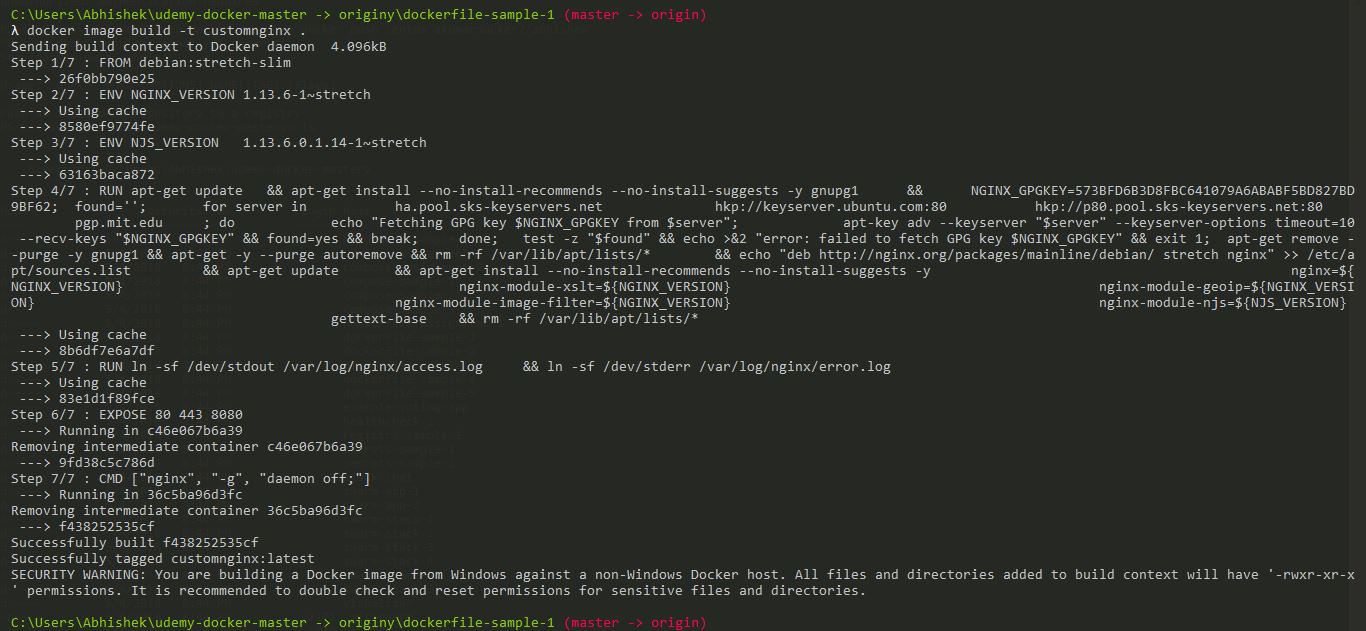 C:\Users\Abhishek\udemy-docker-master -> originy\dockerfile-sample-1 (master -> origin)
λ docker image build -t customnginx .
Sending build context to Docker daemon  4.096kB
Step 1/7 : FROM debian:stretch-slim
 ---> 26f0bb790e25
Step 2/7 : ENV NGINX_VERSION 1.13.6-1~stretch
 ---> Using cache
 ---> 8580ef9774fe
Step 3/7 : ENV NJS_VERSION   1.13.6.0.1.14-1~stretch
 ---> Using cache
 ---> 63163baca872
Step 4/7 : RUN apt-get update   && apt-get install --no-install-recommends --no-install-suggests -y gnupg1      &&      NGINX_GPGKEY=573BFD6B3D8FBC641079A6ABABF5BD827BD
9BF62;  found='';       for server in           ha.pool.sks-keyservers.net              hkp://keyserver.ubuntu.com:80           hkp://p80.pool.sks-keyservers.net:80
        pgp.mit.edu     ; do            echo "Fetching GPG key $NGINX_GPGKEY from $server";             apt-key adv --keyserver "$server" --keyserver-options timeout=10
 --recv-keys "$NGINX_GPGKEY" && found=yes && break;     done;   test -z "$found" && echo >&2 "error: failed to fetch GPG key $NGINX_GPGKEY" && exit 1;  apt-get remove -
-purge -y gnupg1 && apt-get -y --purge autoremove && rm -rf /var/lib/apt/lists/*        && echo "deb http://nginx.org/packages/mainline/debian/ stretch nginx" >> /etc/a
pt/sources.list         && apt-get update       && apt-get install --no-install-recommends --no-install-suggests -y                                             nginx=${
NGINX_VERSION}                                          nginx-module-xslt=${NGINX_VERSION}                                              nginx-module-geoip=${NGINX_VERSI
ON}                                             nginx-module-image-filter=${NGINX_VERSION}                                              nginx-module-njs=${NJS_VERSION}
                                        gettext-base    && rm -rf /var/lib/apt/lists/*
 ---> Using cache
 ---> 8b6df7e6a7df
Step 5/7 : RUN ln -sf /dev/stdout /var/log/nginx/access.log     && ln -sf /dev/stderr /var/log/nginx/error.log
 ---> Using cache
 ---> 83e1d1f89fce
Step 6/7 : EXPOSE 80 443 8080
 ---> Running in c46e067b6a39
Removing intermediate container c46e067b6a39
 ---> 9fd38c5c786d
Step 7/7 : CMD ["nginx", "-g", "daemon off;"]
 ---> Running in 36c5ba96d3fc
Removing intermediate container 36c5ba96d3fc
 ---> f438252535cf
Successfully built f438252535cf
Successfully tagged customnginx:latest
SECURITY WARNING: You are building a Docker image from Windows against a non-Windows Docker host. All files and directories added to build context will have '-rwxr-xr-x
' permissions. It is recommended to double check and reset permissions for sensitive files and directories.
C:\Users\Abhishek\udemy-docker-master -> originy\dockerfile-sample-1 (master -> origin)